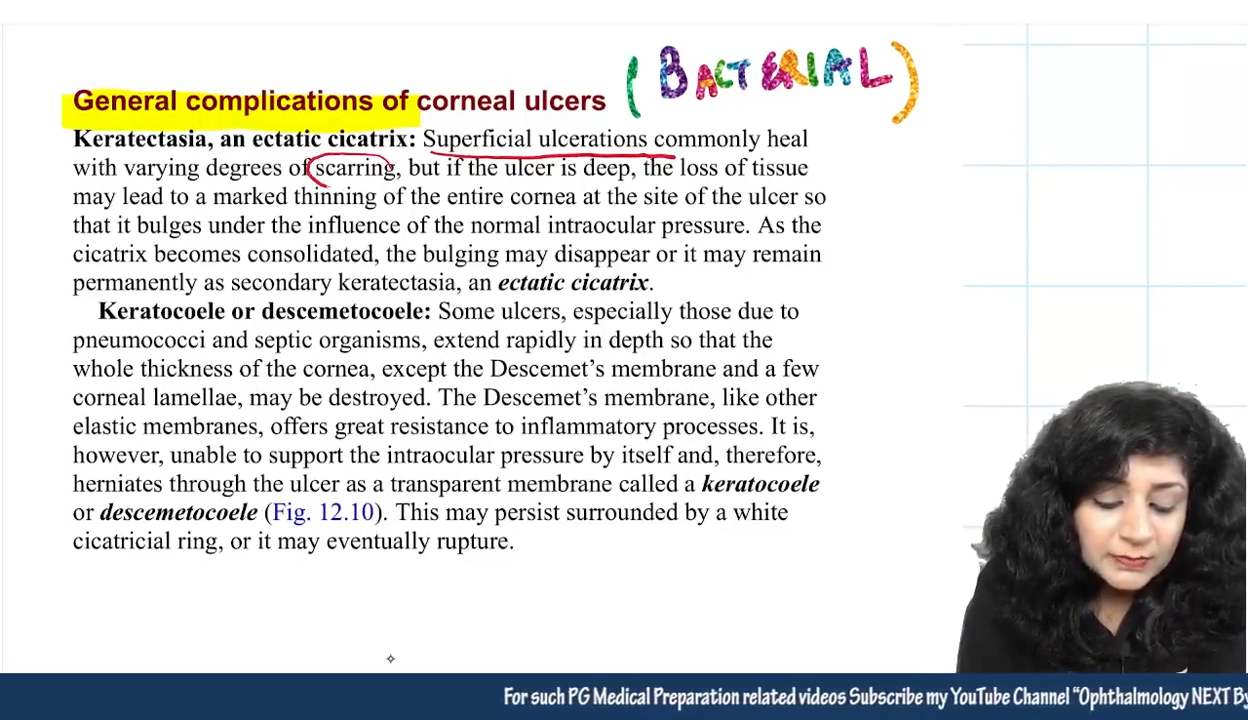 (BACTERIAL)
General complications of corneal ulcers
Keratectasia, an ectatic cicatrix: Superficial ulcerations commonly heal
with varying degrees of scarring, but if the ulcer is deep, the loss of tissue
may lead to a marked thinning of the entire cornea at the site of the ulcer so
that it bulges under the influence of the normal intraocular pressure. As the
cicatrix becomes consolidated, the bulging may disappear or it may remain
permanently as secondary keratectasia, an ectatic cicatrix.
Keratocoele or descemetocoele: Some ulcers, especially those due to
pneumococci and septic organisms, extend rapidly in depth so that the
whole thickness of the cornea, except the Descemet’s membrane and a few
corneal lamellae, may be destroyed. The Descemet’s membrane, like other
elastic membranes, offers great resistance to inflammatory processes. It is,
however, unable to support the intraocular pressure by itself and, therefore,
herniates through the ulcer as a transparent membrane called a keratocoele
or descemetocoele (Fig. 12.10). This may persist surrounded by a white
cicatricial ring, or it may eventually rupture.
For such PG Medical Preparation related videos Subscribe my YouTube Channel “Ophthalmology NEXT By